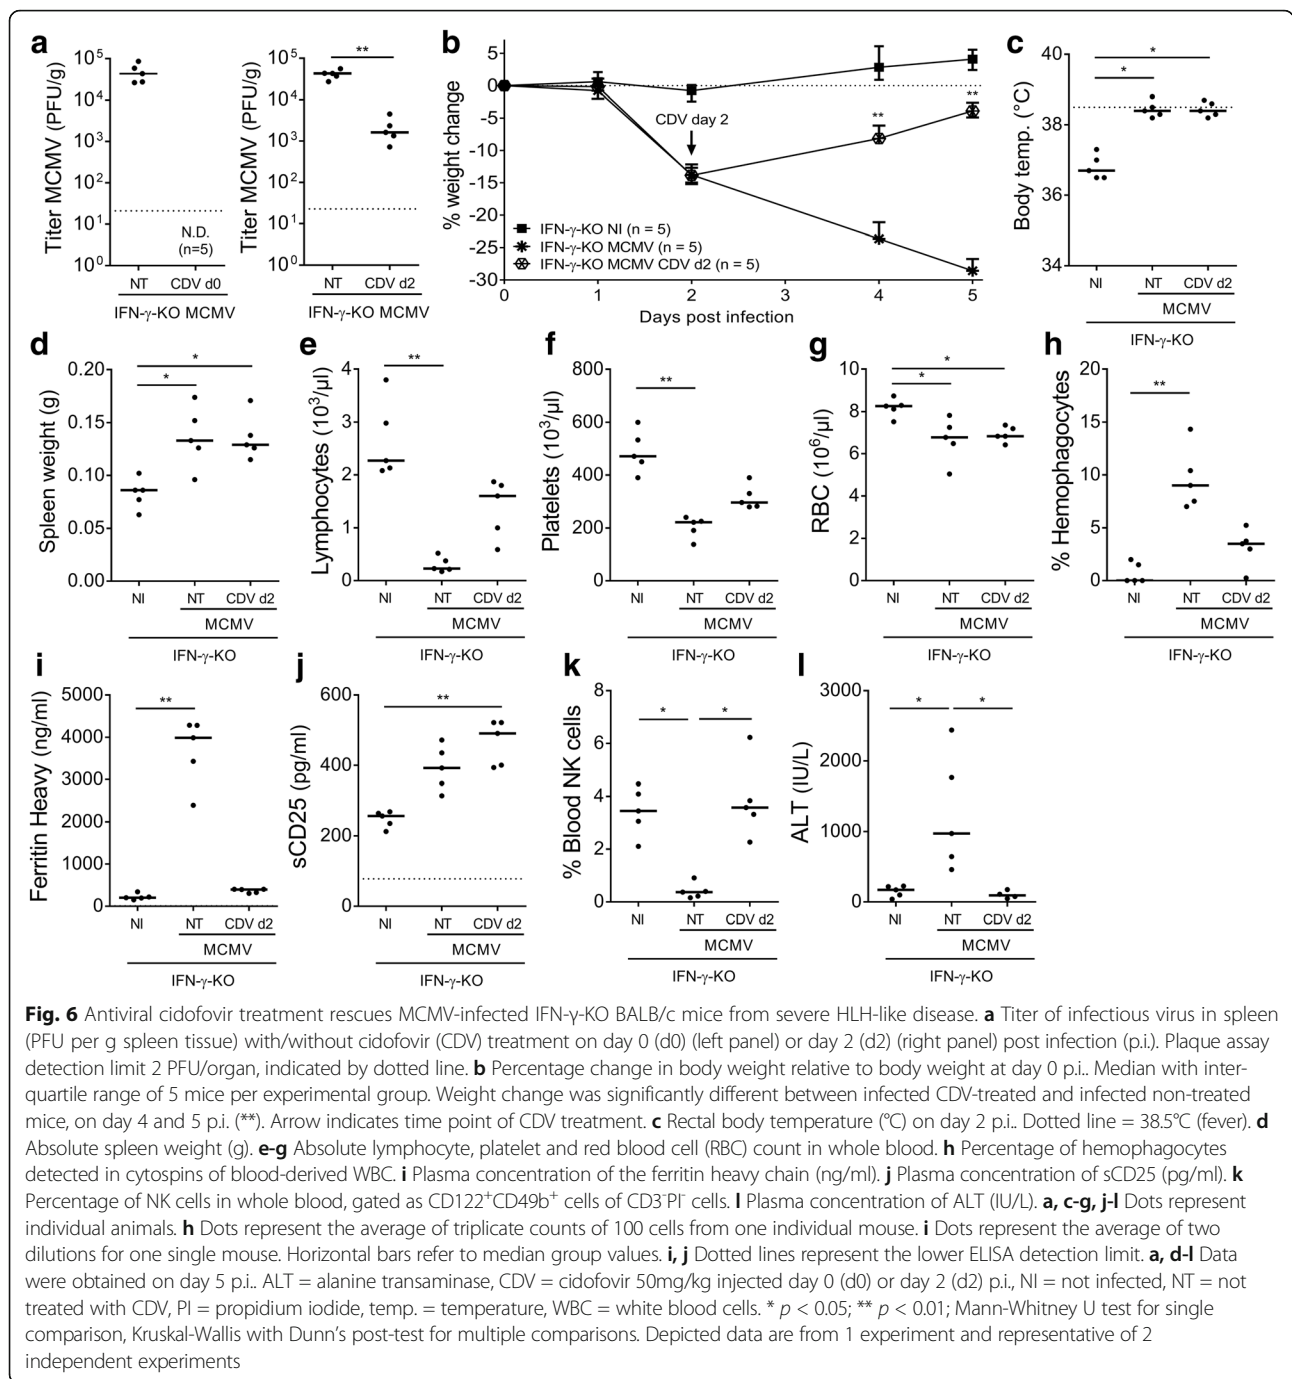 a
Titer MCMV (PFU/g)
10⁵
10⁴
10³
10²
10¹
10⁰
N.D.
(n=5)
NT CDV d0
IFN-γ-KO MCMV
Titer MCMV (PFU/g)
10⁵
10⁴
10³
10²
10¹
10⁰
**
NT CDV d2
IFN-γ-KO MCMV
b
% weight change
5
0
-5
-10
-15
-20
-25
-30
CDV day 2
**
**
IFN-γ-KO NI (n = 5)
IFN-γ-KO MCMV (n = 5)
IFN-γ-KO MCMV CDV d2 (n = 5)
0 1 2 3 4 5
Days post infection
c
Body temp. (°C)
40
38
36
34
*
*
NI NT CDV d2
MCMV
IFN-γ-KO
d
Spleen weight (g)
0.20
0.15
0.10
0.05
0.00
*
*
NI NT CDV d2
MCMV
IFN-γ-KO
e
Lymphocytes (10³/µl)
4
3
2
1
0
**
NI NT CDV d2
MCMV
IFN-γ-KO
f
Platelets (10³/µl)
800
600
400
200
0
**
NI NT CDV d2
MCMV
IFN-γ-KO
g
RBC (10⁶/µl)
10
8
6
4
2
0
*
*
NI NT CDV d2
MCMV
IFN-γ-KO
h
% Hemophagocytes
20
15
10
5
0
**
NI NT CDV d2
MCMV
IFN-γ-KO
i
Ferritin Heavy (ng/ml)
5000
4000
3000
2000
1000
0
**
NI NT CDV d2
MCMV
IFN-γ-KO
j
sCD25 (pg/ml)
600
400
200
0
**
NI NT CDV d2
MCMV
IFN-γ-KO
k
% Blood NK cells
8
6
4
2
0
* *
NI NT CDV d2
MCMV
IFN-γ-KO
l
ALT (IU/L)
3000
2000
1000
0
* *
NI NT CDV d2
MCMV
IFN-γ-KO
Fig. 6 Antiviral cidofovir treatment rescues MCMV-infected IFN-γ-KO BALB/c mice from severe HLH-like disease. a Titer of infectious virus in spleen
(PFU per g spleen tissue) with/without cidofovir (CDV) treatment on day 0 (d0) (left panel) or day 2 (d2) (right panel) post infection (p.i.). Plaque assay
detection limit 2 PFU/organ, indicated by dotted line. b Percentage change in body weight relative to body weight at day 0 p.i.. Median with inter-
quartile range of 5 mice per experimental group. Weight change was significantly different between infected CDV-treated and infected non-treated
mice, on day 4 and 5 p.i. (**). Arrow indicates time point of CDV treatment. c Rectal body temperature (°C) on day 2 p.i.. Dotted line = 38.5°C (fever). d
Absolute spleen weight (g). e-g Absolute lymphocyte, platelet and red blood cell (RBC) count in whole blood. h Percentage of hemophagocytes
detected in cytospins of blood-derived WBC. i Plasma concentration of the ferritin heavy chain (ng/ml). j Plasma concentration of sCD25 (pg/ml). k
Percentage of NK cells in whole blood, gated as CD122⁺CD49b⁺ cells of CD3⁻PI⁻ cells. l Plasma concentration of ALT (IU/L). a, c-g, j-l Dots represent
individual animals. h Dots represent the average of triplicate counts of 100 cells from one individual mouse. i Dots represent the average of two
dilutions for one single mouse. Horizontal bars refer to median group values. i, j Dotted lines represent the lower ELISA detection limit. a, d-l Data
were obtained on day 5 p.i.. ALT = alanine transaminase, CDV = cidofovir 50mg/kg injected day 0 (d0) or day 2 (d2) p.i., NI = not infected, NT = not
treated with CDV, PI = propidium iodide, temp. = temperature, WBC = white blood cells. * p < 0.05; ** p < 0.01; Mann-Whitney U test for single
comparison, Kruskal-Wallis with Dunn's post-test for multiple comparisons. Depicted data are from 1 experiment and representative of 2
independent experiments